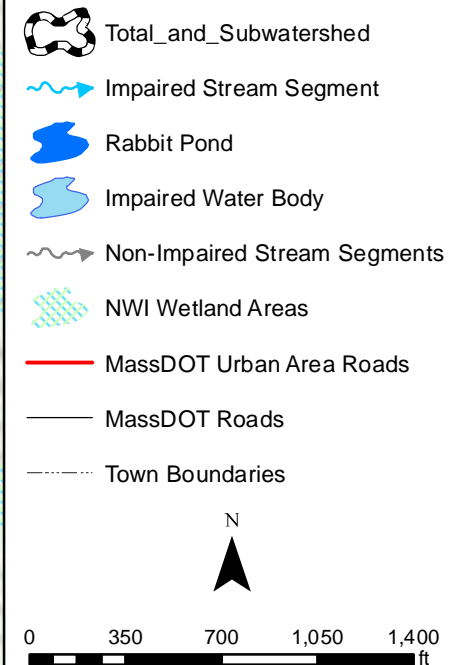 Total_and_Subwatershed
Impaired Stream Segment
Rabbit Pond
Impaired Water Body
Non-Impaired Stream Segments
NWI Wetland Areas
MassDOT Urban Area Roads
MassDOT Roads
Town Boundaries
N
0 350 700 1,050 1,400
ft